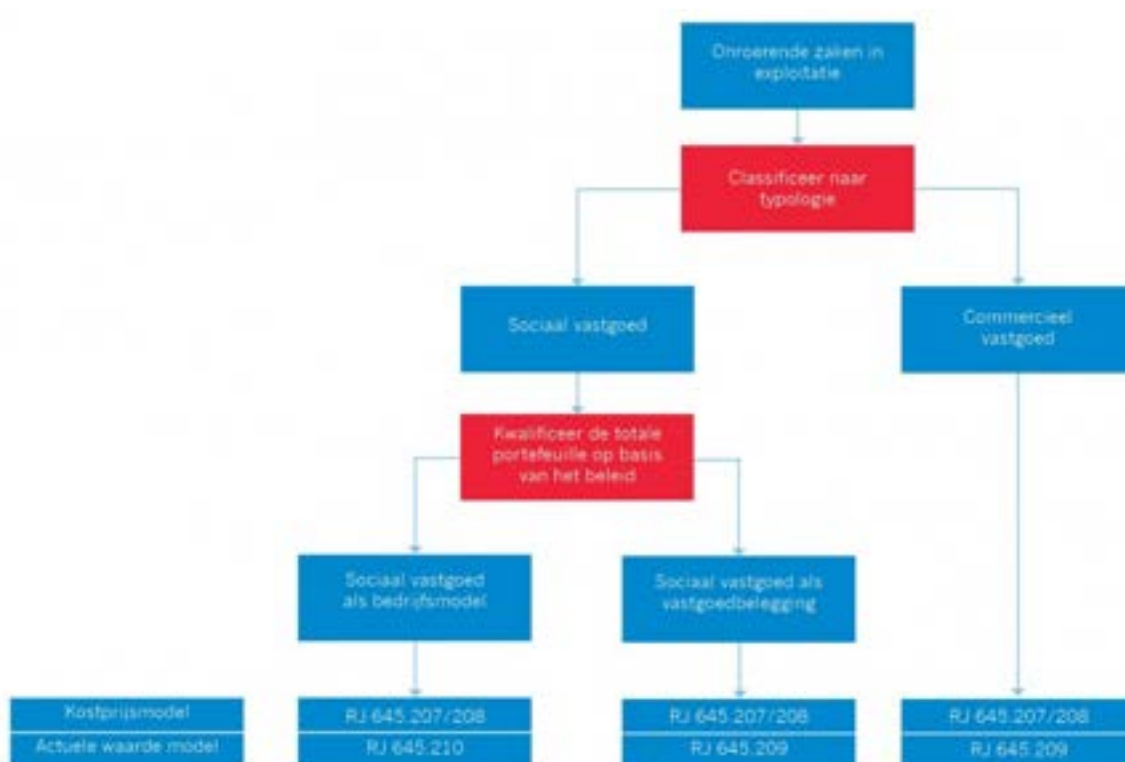 Onroerende zaken in
exploitatie
Classificeer naar
typologie
Sociaal vastgoed
Commercieel
vastgoed
Kwalificeer de totale
portefeuille op basis
van het beleid
Sociaal vastgoed
als bedrijfsmodel
Sociaal vastgoed als
vastgoedbelegging
Kostprijsmodel
RJ 645.207/208
RJ 645.207/208
RJ 645.207/208
Actuele waarde model
RJ 645.210
RJ 645.209
RJ 645.209